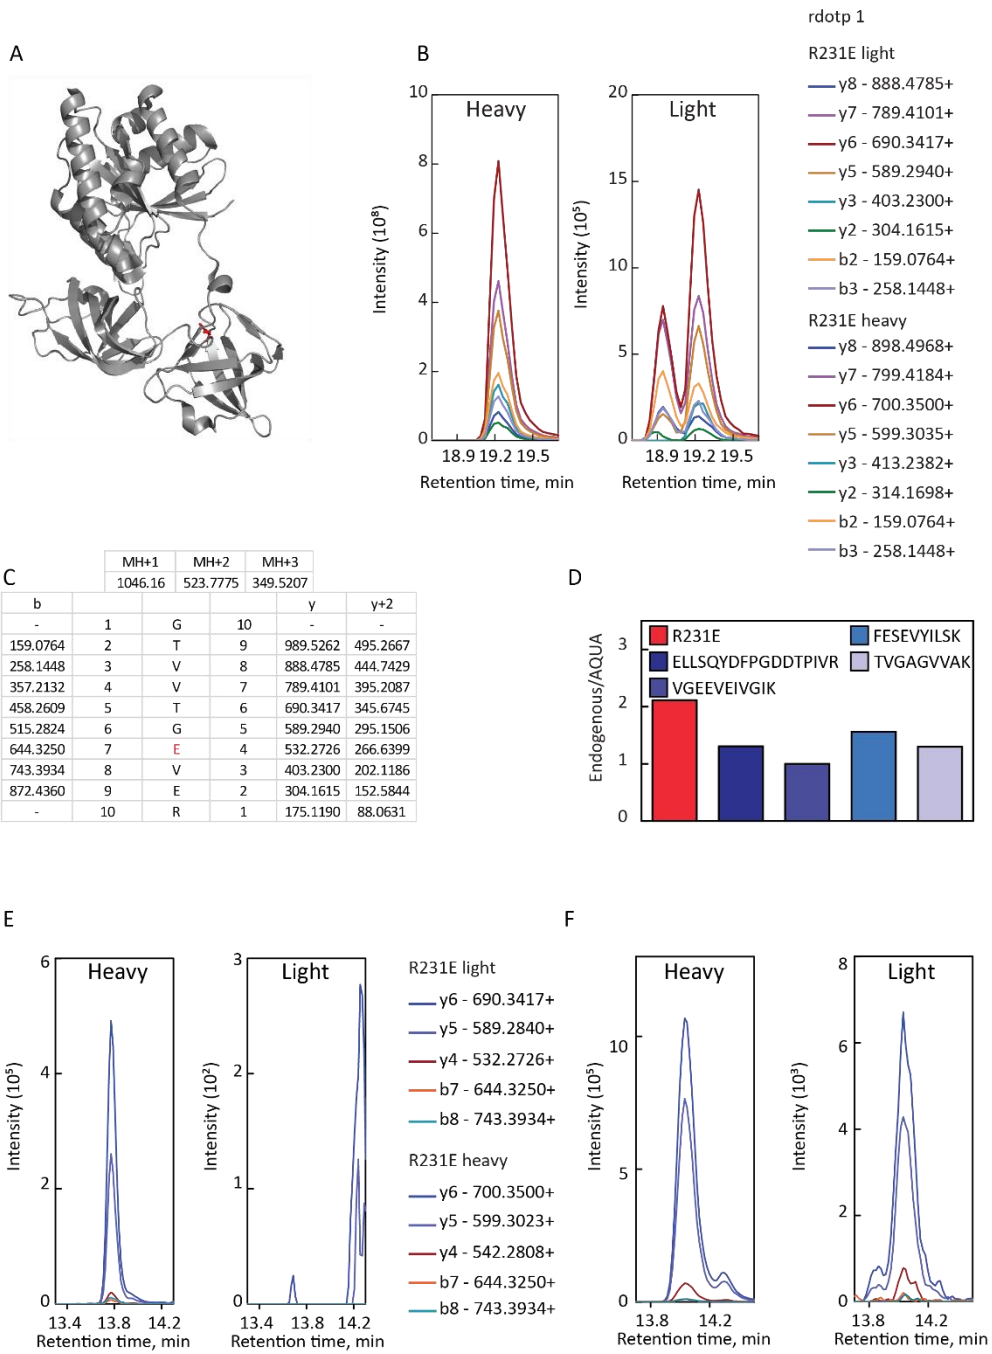 rdotp 1
A
B
R231E light
y8 - 888.4785+
y7 - 789.4101+
y6 - 690.3417+
y5 - 589.2940+
y3 - 403.2300+
y2 - 304.1615+
b2 - 159.0764+
b3 - 258.1448+
R231E heavy
y8 - 898.4968+
y7 - 799.4184+
y6 - 700.3500+
y5 - 599.3035+
y3 - 413.2382+
y2 - 314.1698+
b2 - 159.0764+
b3 - 258.1448+
Heavy
Intensity (10⁸)
10
8
6
4
2
0
18.9 19.2 19.5
Retention time, min
Light
Intensity (10⁵)
20
15
10
5
0
18.9 19.2 19.5
Retention time, min
C
MH+1 MH+2 MH+3
1046.16 523.7775 349.5207
b y y+2
- 1 G 10 - -
159.0764 2 T 9 989.5262 495.2667
258.1448 3 V 8 888.4785 444.7429
357.2132 4 V 7 789.4101 395.2087
458.2609 5 T 6 690.3417 345.6745
515.2824 6 G 5 589.2940 295.1506
644.3250 7 E 4 532.2726 266.6399
743.3934 8 V 3 403.2300 202.1186
872.4360 9 E 2 304.1615 152.5844
- 10 R 1 175.1190 88.0631
D
Endogenous/AQUA
3
2
1
0
R231E
ELLSQYDFPGDDTPIVR
VGEEVEIVGIK
FESEVYILSK
TVGAGVVAK
E
Heavy
Intensity (10⁵)
6
4
2
0
13.4 13.8 14.2
Retention time, min
Light
Intensity (10²)
3
2
1
0
13.4 13.8 14.2
Retention time, min
R231E light
y6 - 690.3417+
y5 - 589.2840+
y4 - 532.2726+
b7 - 644.3250+
b8 - 743.3934+
R231E heavy
y6 - 700.3500+
y5 - 599.3023+
y4 - 542.2808+
b7 - 644.3250+
b8 - 743.3934+
F
Heavy
Intensity (10⁵)
10
5
0
13.8 14.2
Retention time, min
Light
Intensity (10³)
8
6
4
2
0
13.8 14.2
Retention time, min